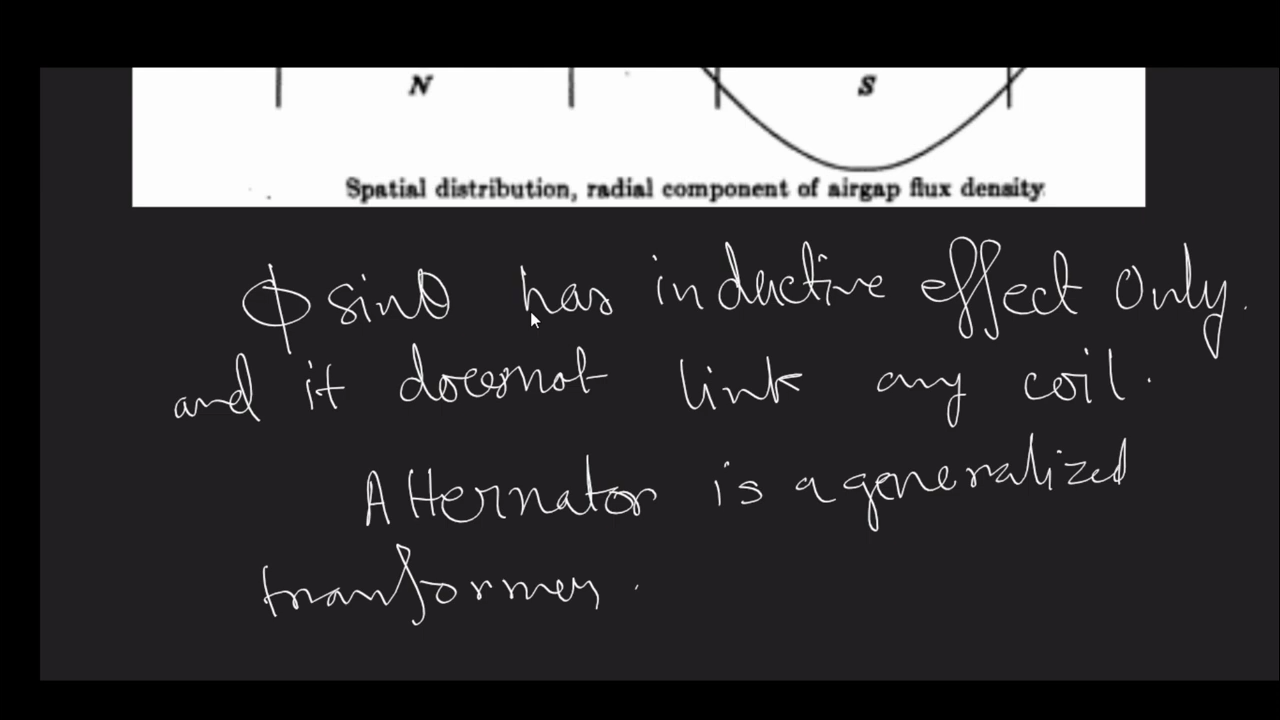 N S
Spatial distribution, radial component of airgap flux density
ϕ sinθ has inductive effect only.
and it doesnot link any coil.
Alternator is a generalized
transformer.